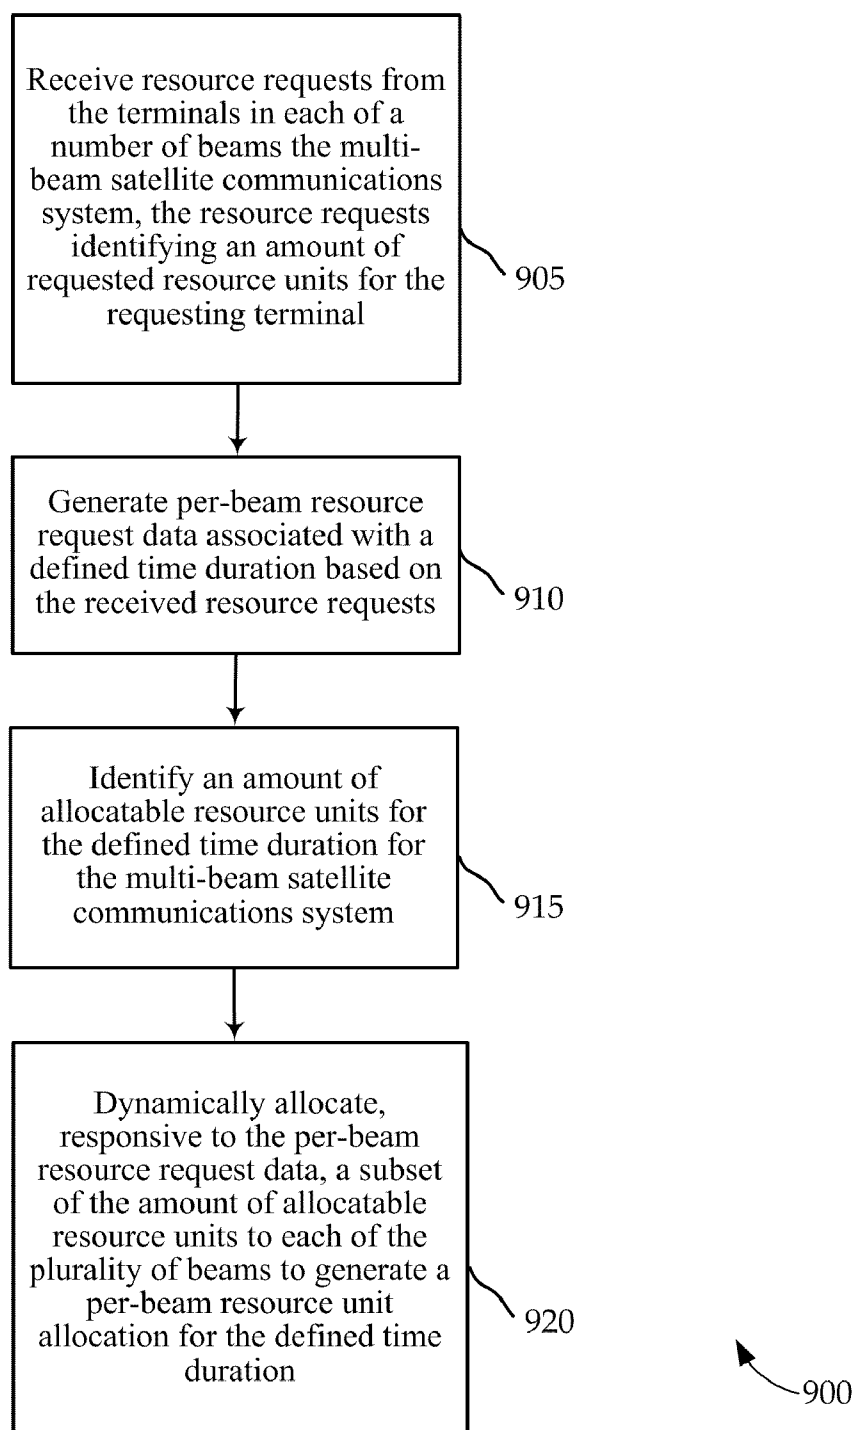 Receive resource requests from
the terminals in each of a
number of beams the multi-
beam satellite communications
system, the resource requests
identifying an amount of
requested resource units for the
requesting terminal
905
Generate per-beam resource
request data associated with a
defined time duration based on
the received resource requests
910
Identify an amount of
allocatable resource units for
the defined time duration for
the multi-beam satellite
communications system
915
Dynamically allocate,
responsive to the per-beam
resource request data, a subset
of the amount of allocatable
resource units to each of the
plurality of beams to generate a
per-beam resource unit
allocation for the defined time
duration
920
900